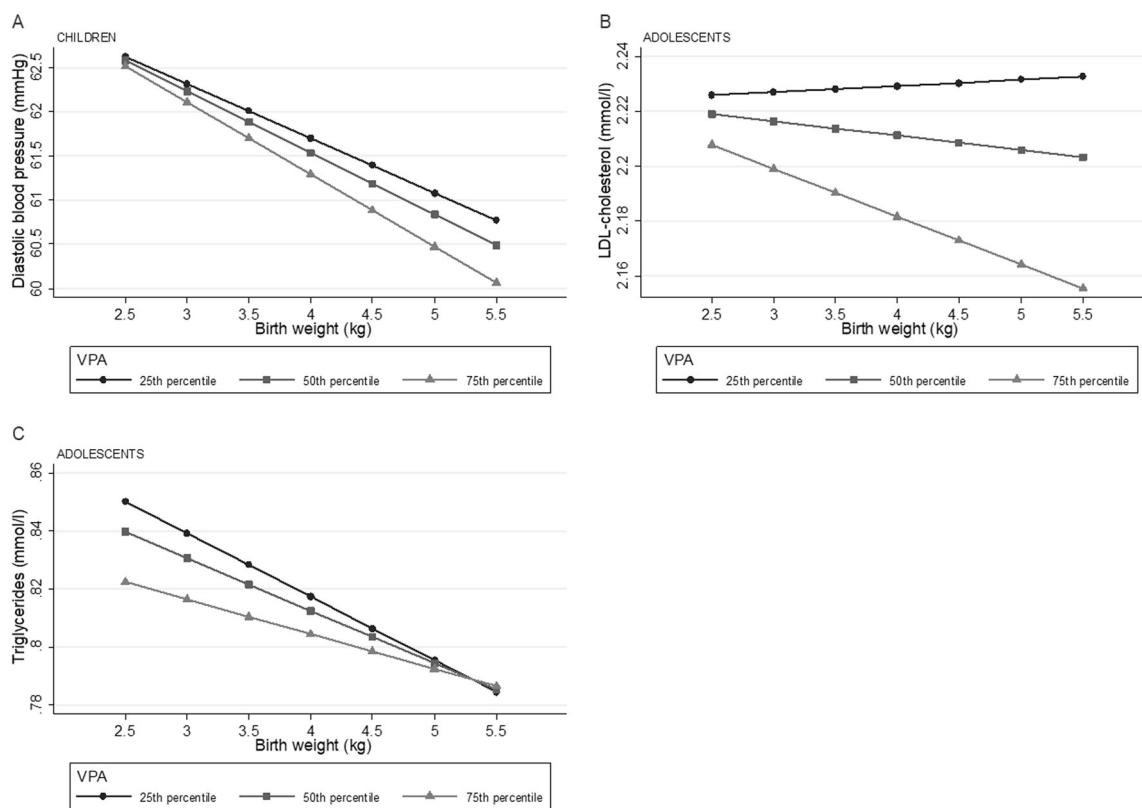 A
CHILDREN
Diastolic blood pressure (mmHg)
62.5
62
61.5
61
60.5
60
2.5 3 3.5 4 4.5 5 5.5
Birth weight (kg)
VPA
25th percentile 50th percentile 75th percentile
B
ADOLESCENTS
LDL-cholesterol (mmol/l)
2.24
2.22
2.2
2.18
2.16
2.5 3 3.5 4 4.5 5 5.5
Birth weight (kg)
VPA
25th percentile 50th percentile 75th percentile
C
ADOLESCENTS
Triglycerides (mmol/l)
.86
.84
.82
.8
.78
2.5 3 3.5 4 4.5 5 5.5
Birth weight (kg)
VPA
25th percentile 50th percentile 75th percentile